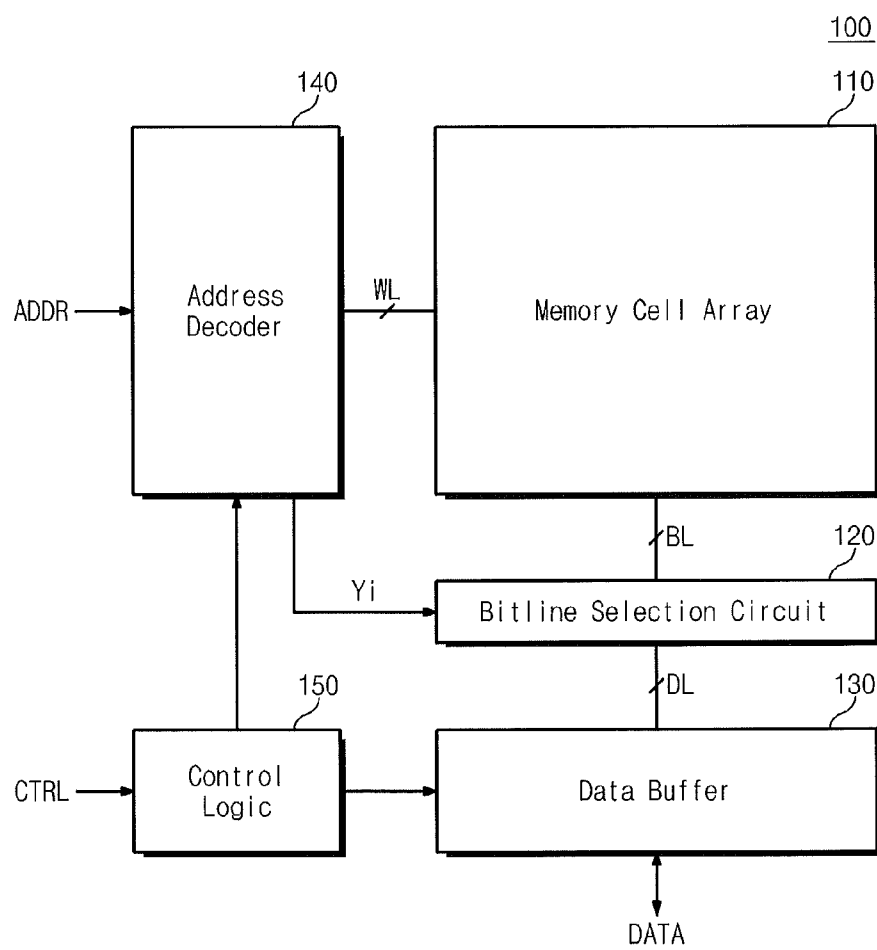 100
140
110
ADDR
Address
Decoder
WL
Memory Cell Array
BL
120
Yi
Bitline Selection Circuit
DL
150
130
CTRL
Control
Logic
Data Buffer
DATA